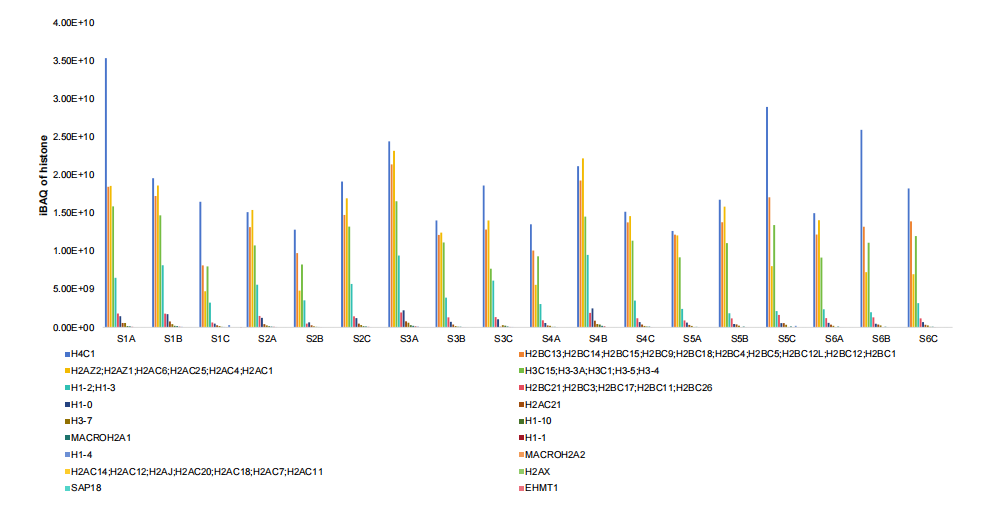 4.00E+10
3.50E+10
3.00E+10
2.50E+10
2.00E+10
1.50E+10
1.00E+10
5.00E+09
0.00E+00
iBAQ of histone
S1A S1B S1C S2A S2B S2C S3A S3B S3C S4A S4B S4C S5A S5B S5C S6A S6B S6C
H4C1 H2BC13;H2BC14;H2BC15;H2BC9;H2BC18;H2BC4;H2BC5;H2BC12L;H2BC12;H2BC1
H2AZ2;H2AZ1;H2AC6;H2AC25;H2AC4;H2AC1 H3C15;H3-3A;H3C1;H3-5;H3-4
H1-2;H1-3 H2BC21;H2BC3;H2BC17;H2BC11;H2BC26
H1-0 H2AC21
H3-7 H1-10
MACROH2A1 H1-1
H1-4 MACROH2A2
H2AC14;H2AC12;H2AJ;H2AC20;H2AC18;H2AC7;H2AC11 H2AX
SAP18 EHMT1